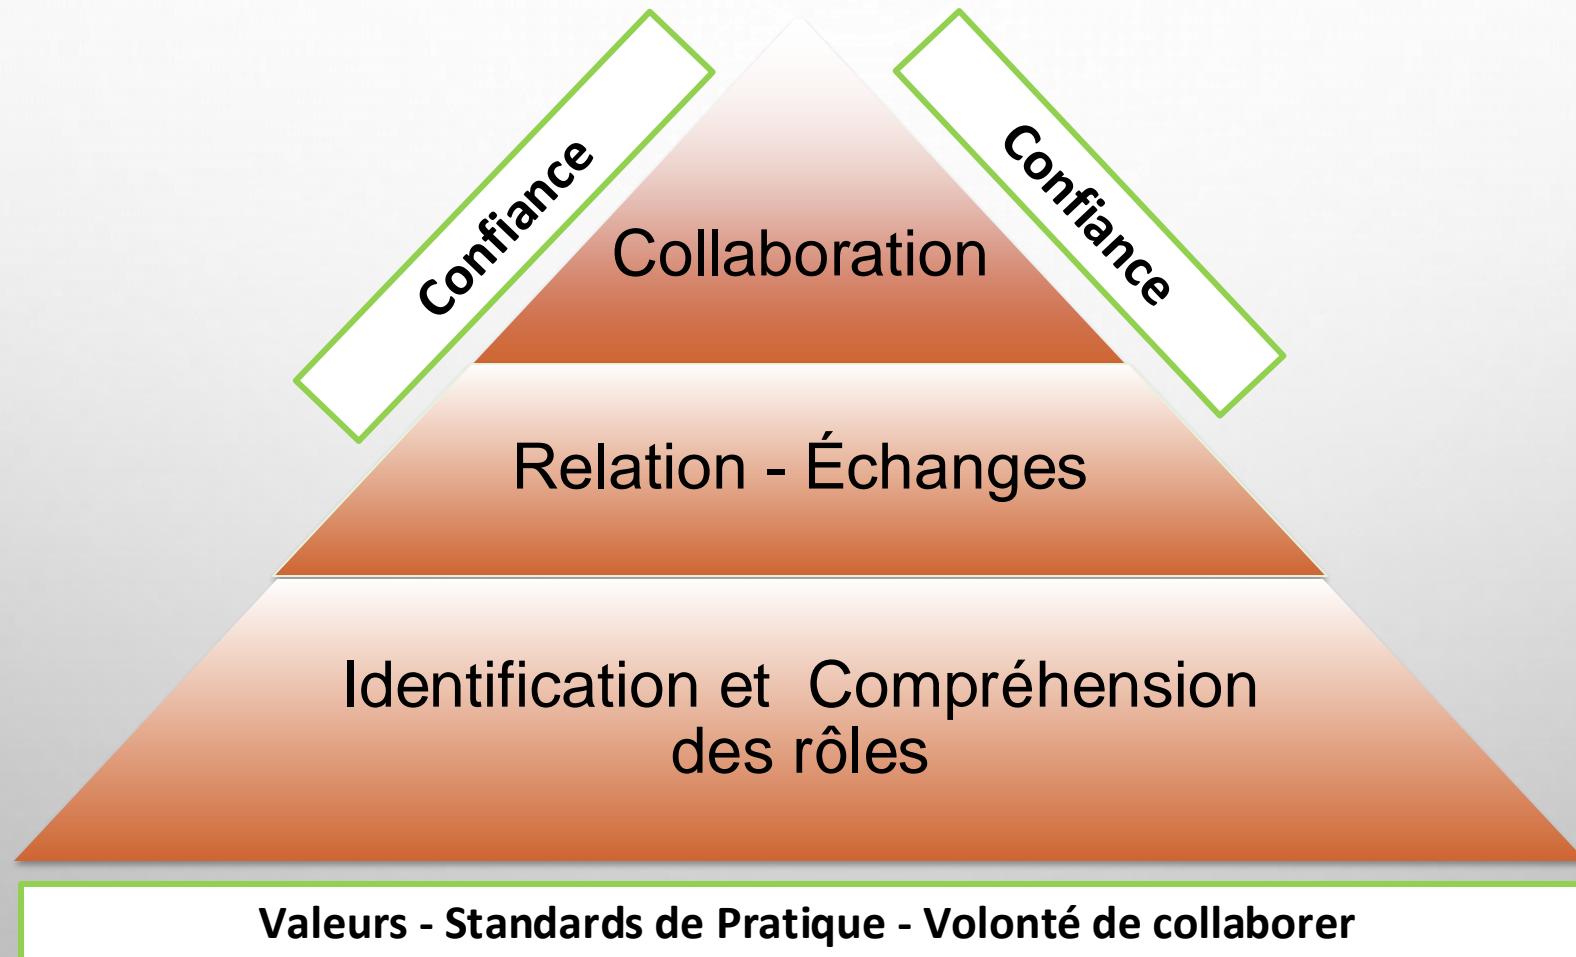 Confiance
Confiance
Collaboration
Relation - Échanges
Identification et  Compréhension
des rôles
Valeurs - Standards de Pratique - Volonté de collaborer